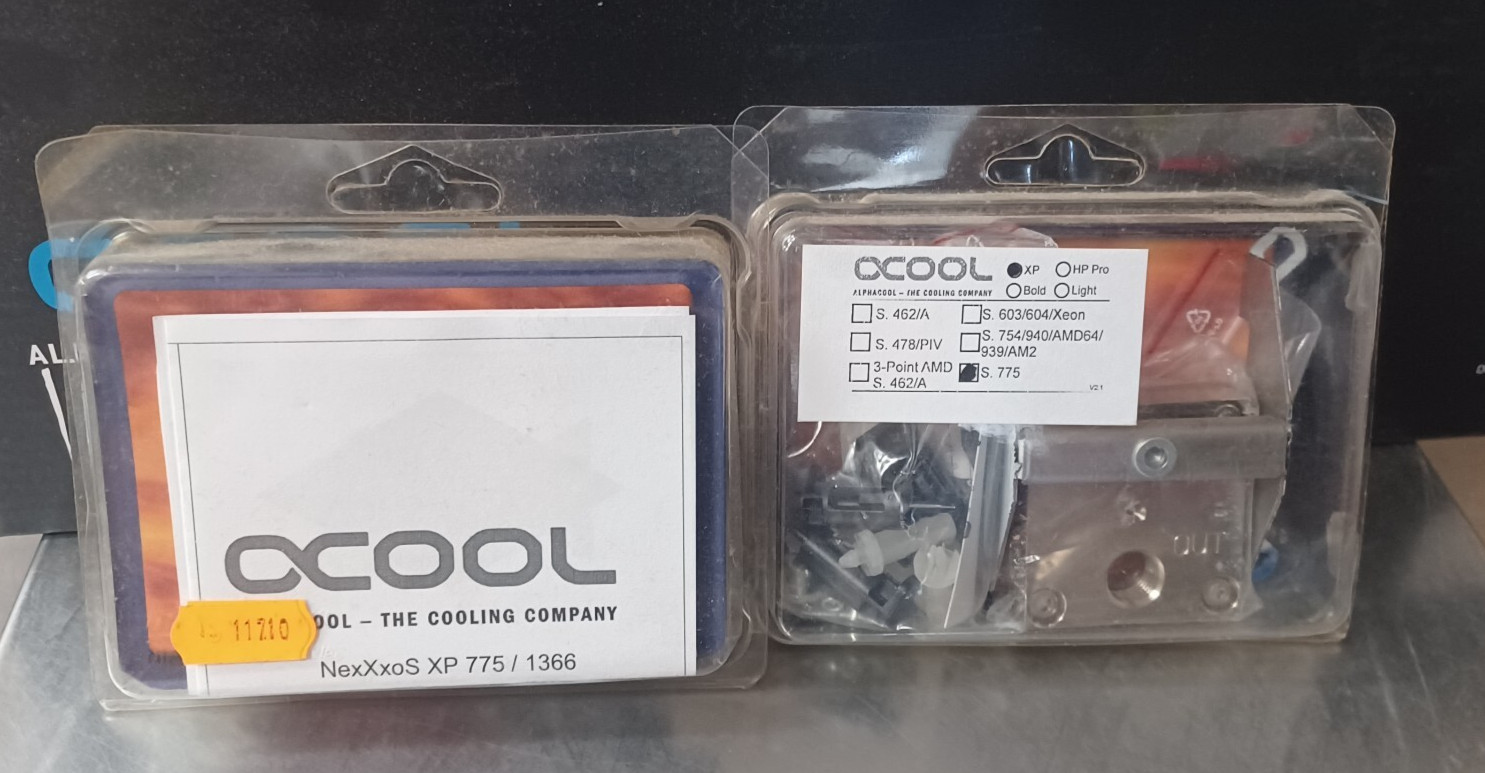 AL
αCOOL
OOL – THE COOLING COMPANY
NexXxoS XP 775 / 1366
11210
αCOOL
ALPHACOOL – THE COOLING COMPANY
XP
HP Pro
Bold
Light
S. 462/A
S. 603/604/Xeon
S. 478/PIV
S. 754/940/AMD64/
939/AM2
3-Point AMD
S. 462/A
S. 775
V2.1
OUT